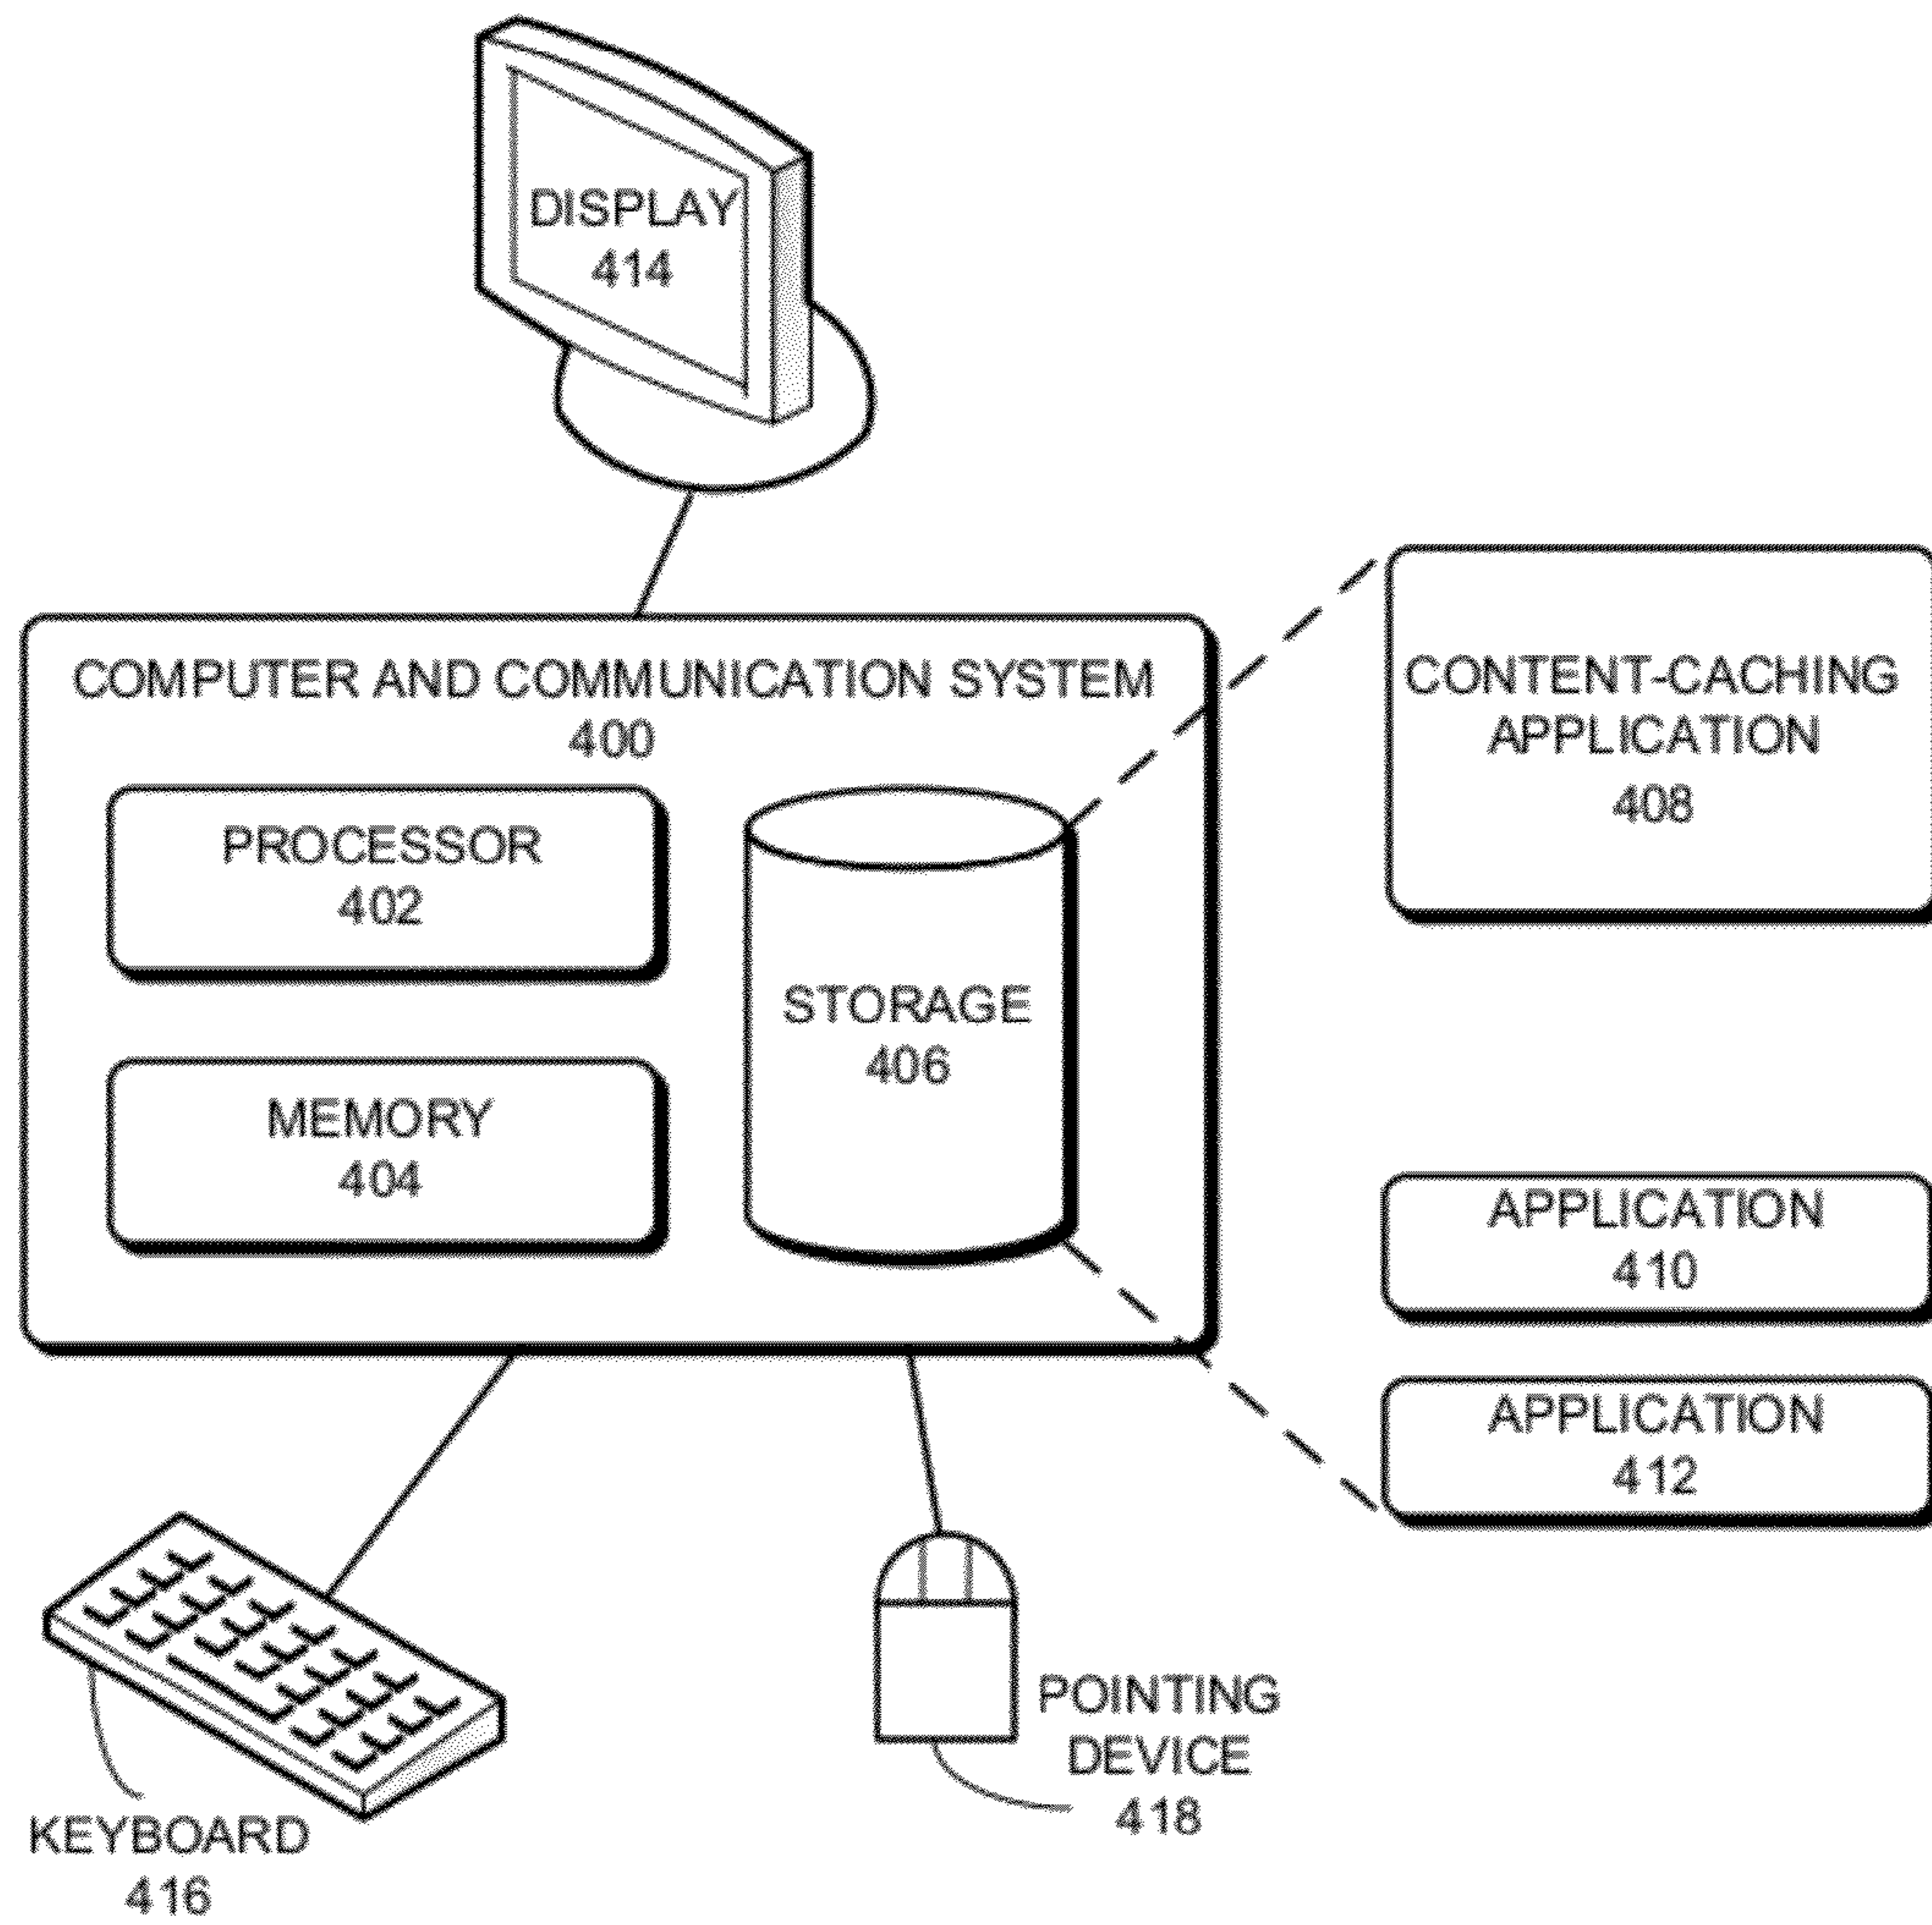 DISPLAY
414
COMPUTER AND COMMUNICATION SYSTEM
400
PROCESSOR
402
MEMORY
404
STORAGE
406
CONTENT-CACHING
APPLICATION
408
APPLICATION
410
APPLICATION
412
KEYBOARD
416
POINTING
DEVICE
418